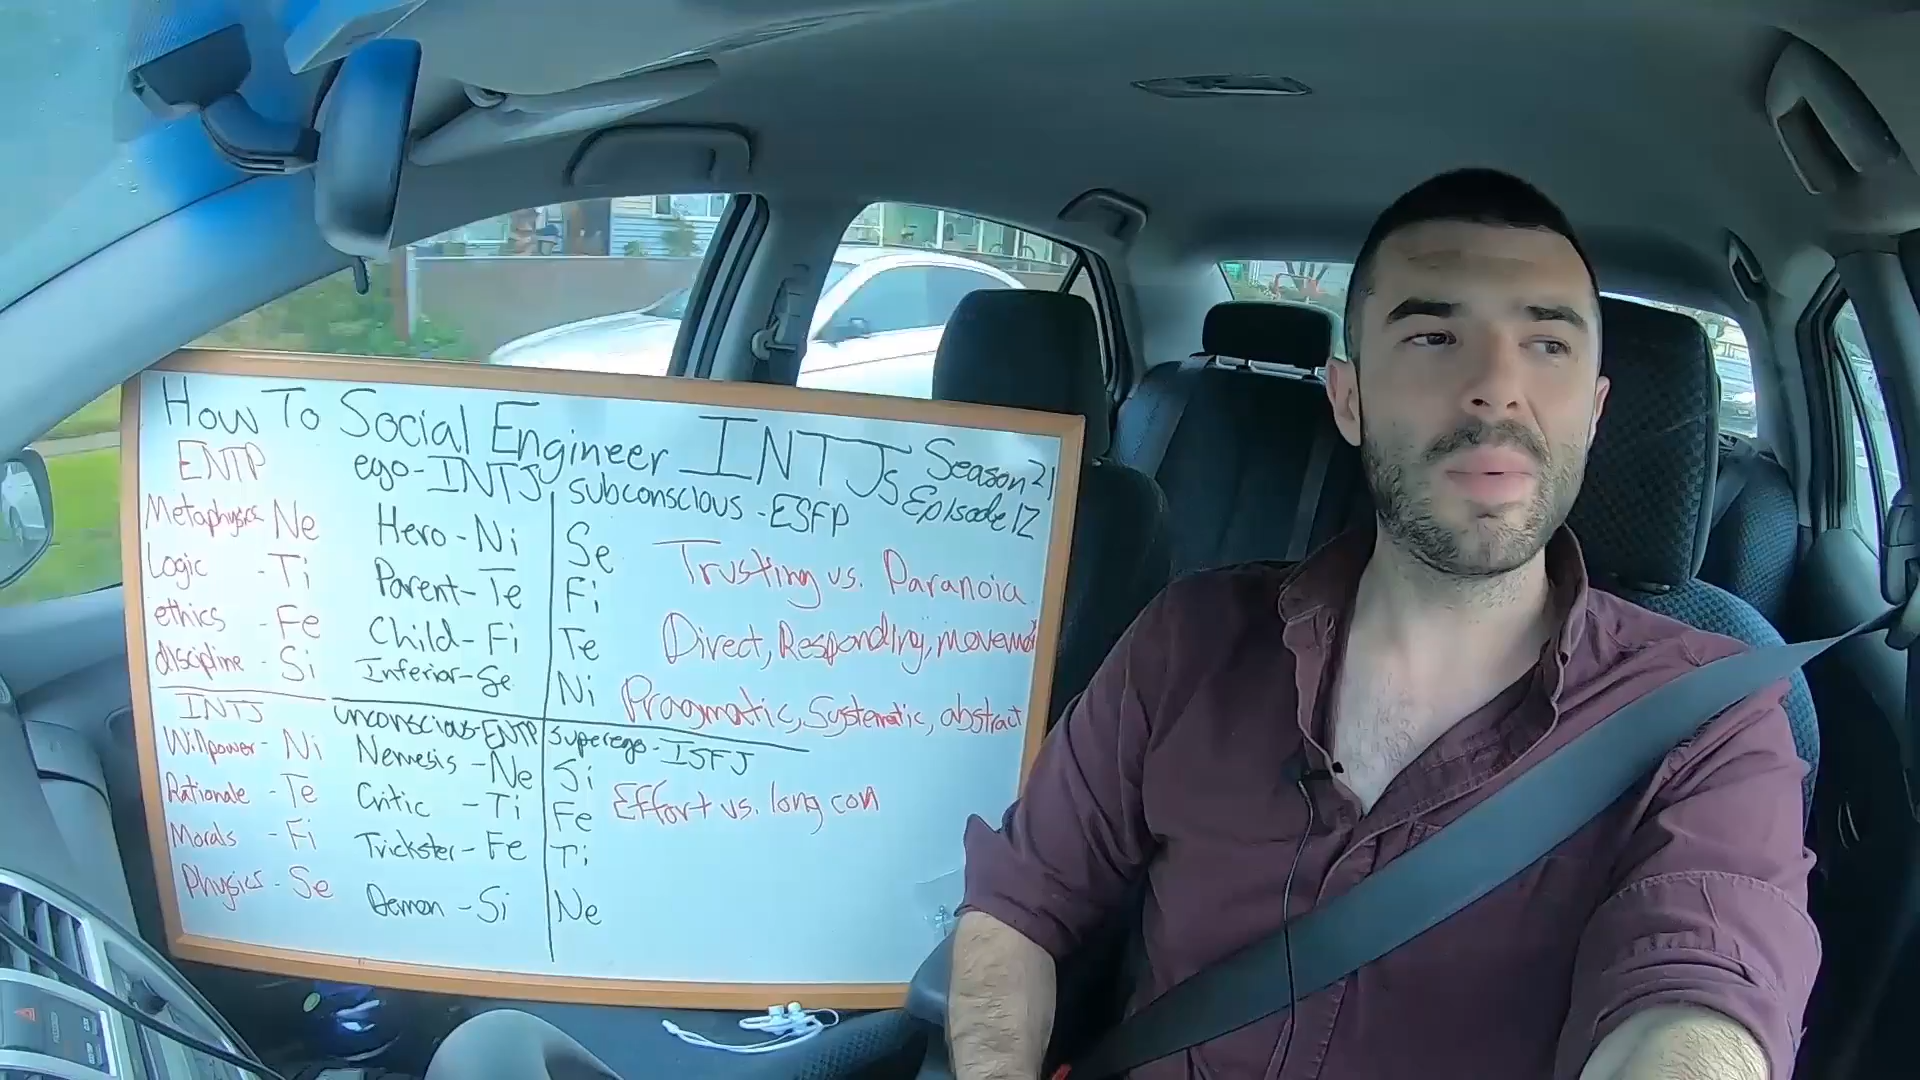 How To Social Engineer INTJs Season 21 Episode 12
ENTP
Metaphysics Ne
Logic - Ti
ethics - Fe
discipline - Si
INTJ
Willpower - Ni
Rationale - Te
Morals - Fi
Physics - Se
ego - INTJ
Hero - Ni
Parent - Te
Child - Fi
Inferior - Se
subconscious - ESFP
Se
Fi
Te
Ni
unconscious - ENTP
Nemesis - Ne
Critic - Ti
Trickster - Fe
Demon - Si
superego - ISFJ
Si
Fe
Ti
Ne
Trusting vs. Paranoia
Direct, Responding, movement
Pragmatic, Systematic, abstract
Effort vs. long con